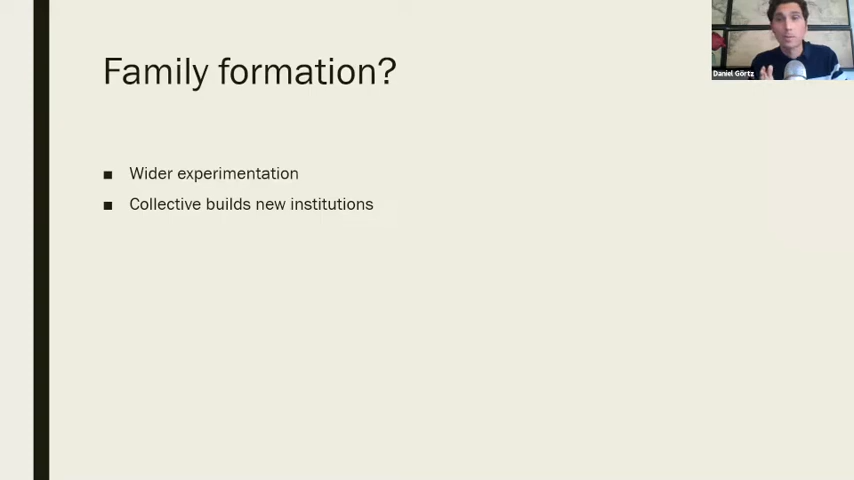 Family formation?
Daniel Görtz
■ Wider experimentation
■ Collective builds new institutions